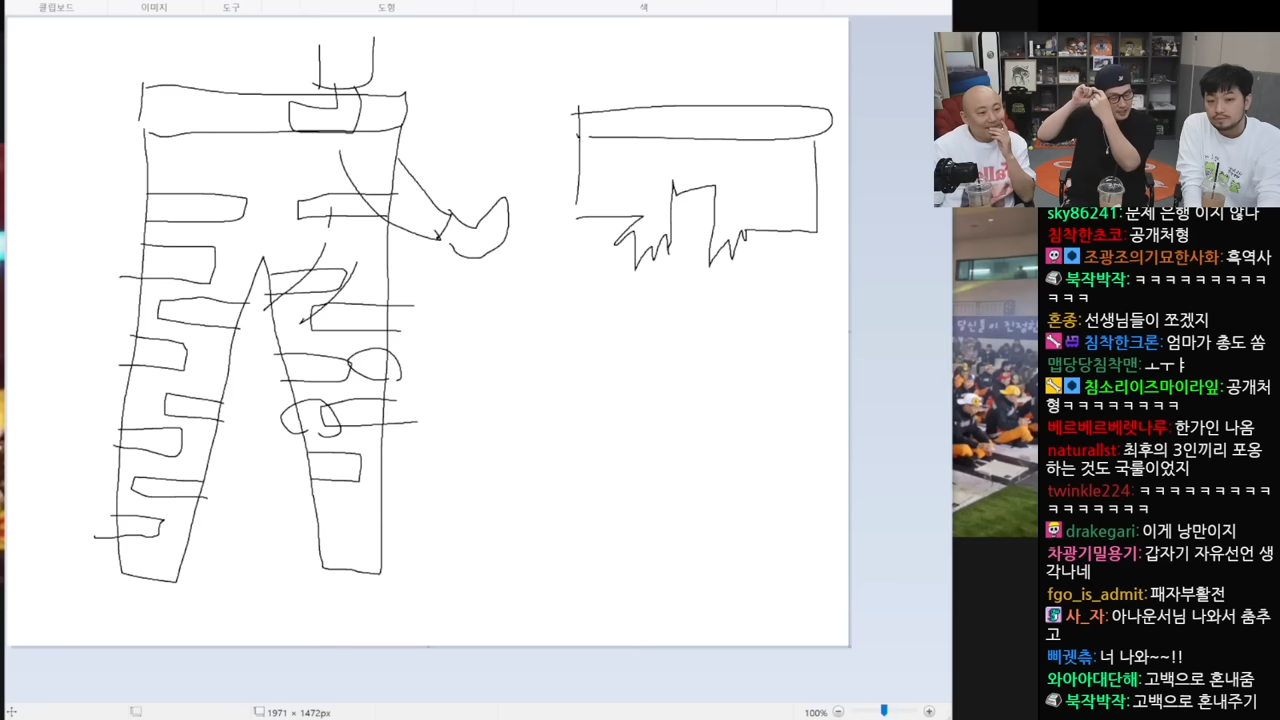 클립보드
이미지
도구
도형
색
sky86241: 문제 은행 이지 않나
침착한초코: 공개처형
조광조의기묘한사화: 흑역사
북작박작: ㅋㅋㅋㅋㅋㅋㅋㅋㅋ
ㅋㅋㅋㅋ
혼종: 선생님들이 쪼겠지
침착한크론: 엄마가 총도 쏨
맵당당침착맨: ㅗㅜㅑ
침소리이즈마이라잎: 공개처
형ㅋㅋㅋㅋㅋㅋㅋㅋ
베르베르베렛나루: 한가인 나옴
naturallst: 최후의 3인끼리 포옹
하는 것도 국룰이었지
twinkle224: ㅋㅋㅋㅋㅋㅋㅋㅋㅋㅋ
ㅋㅋㅋㅋㅋㅋㅋㅋ
drakegari: 이게 낭만이지
차광기밀용기: 갑자기 자유선언 생
각나네
fgo_is_admit: 패자부활전
사_자: 아나운서님 나와서 춤추
고
삐궷츾: 너 나와~~!!
와아아대단해: 고백으로 혼내줌
북작박작: 고백으로 혼내주기
1971 × 1472px
100%